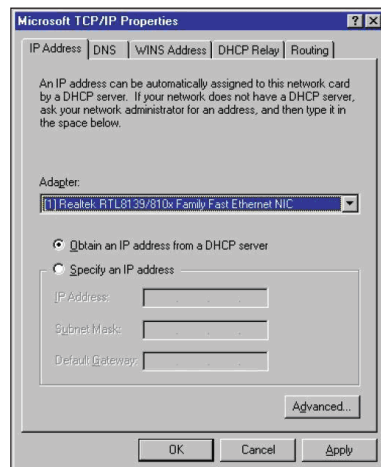 Microsoft TCP/IP Properties
IP Address DNS WINS Address DHCP Relay Routing
An IP address can be automatically assigned to this network card
by a DHCP server. If your network does not have a DHCP server,
ask your network administrator for an address, and then type it in
the space below.
Adapter:
[1] Realtek RTL8139/810x Family Fast Ethernet NIC
Obtain an IP address from a DHCP server
Specify an IP address
IP Address:
Subnet Mask:
Default Gateway:
Advanced...
OK Cancel Apply